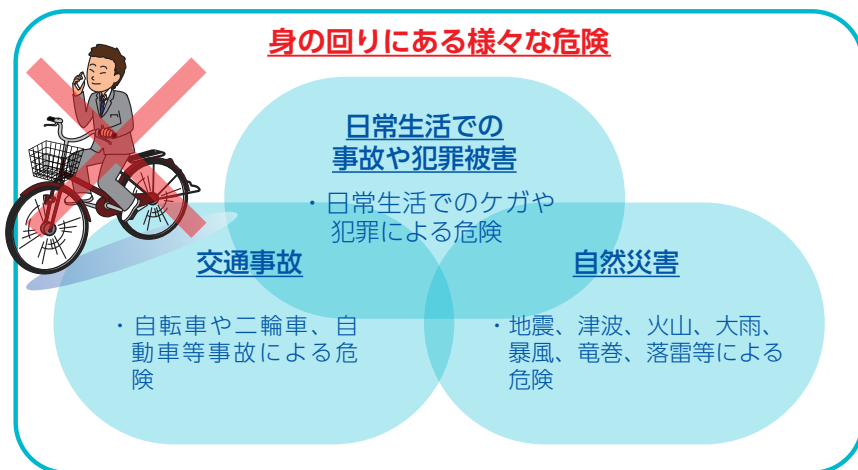 身の回りにある様々な危険
日常生活での
事故や犯罪被害
・日常生活でのケガや
犯罪による危険
交通事故
・自転車や二輪車、自
動車等事故による危
険
自然災害
・地震、津波、火山、大雨、
暴風、竜巻、落雷等による
危険